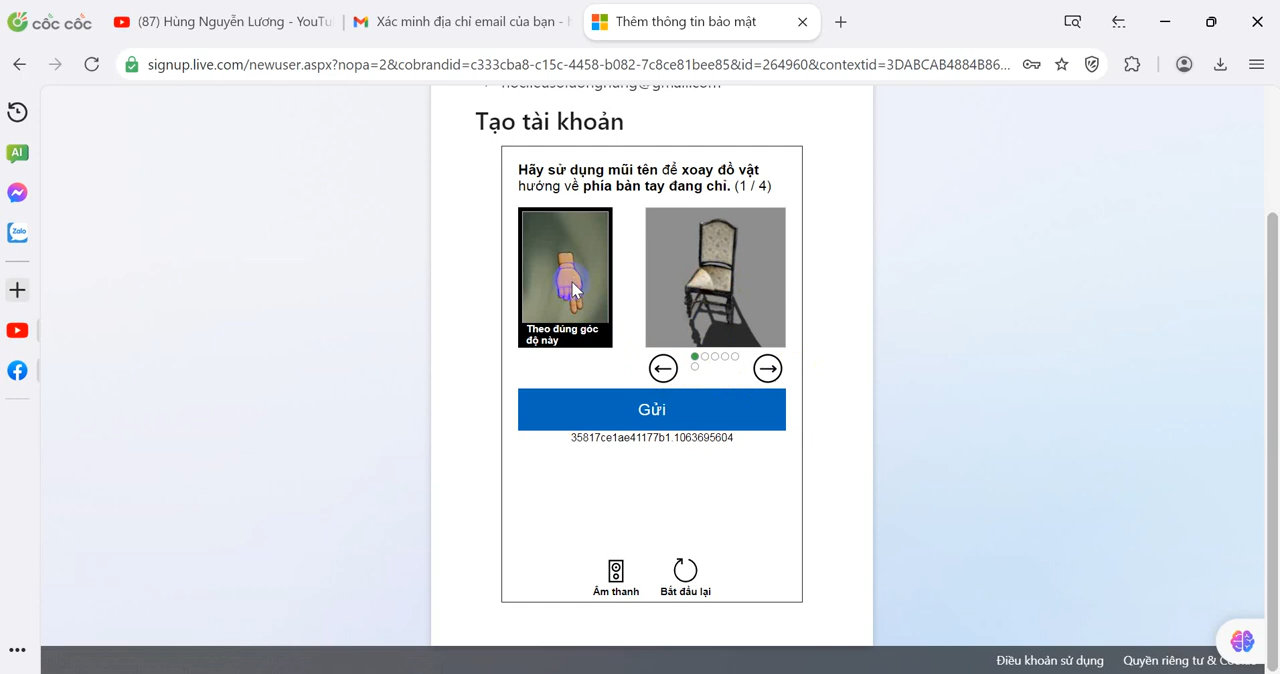 cốc cốc
(87) Hùng Nguyễn Lương - YouTu
Xác minh địa chỉ email của bạn - h
Thêm thông tin bảo mật
signup.live.com/newuser.aspx?nopa=2&cobrandid=c333cba8-c15c-4458-b082-7c8ce81bee85&id=264960&contextid=3DABCAB4884B86...
AI
Zalo
Tạo tài khoản
Hãy sử dụng mũi tên để xoay đồ vật
hướng về phía bàn tay đang chỉ. (1 / 4)
Theo đúng góc
độ này
Gửi
35817ce1ae41177b1.1063695604
Âm thanh
Bắt đầu lại
Điều khoản sử dụng
Quyền riêng tư &